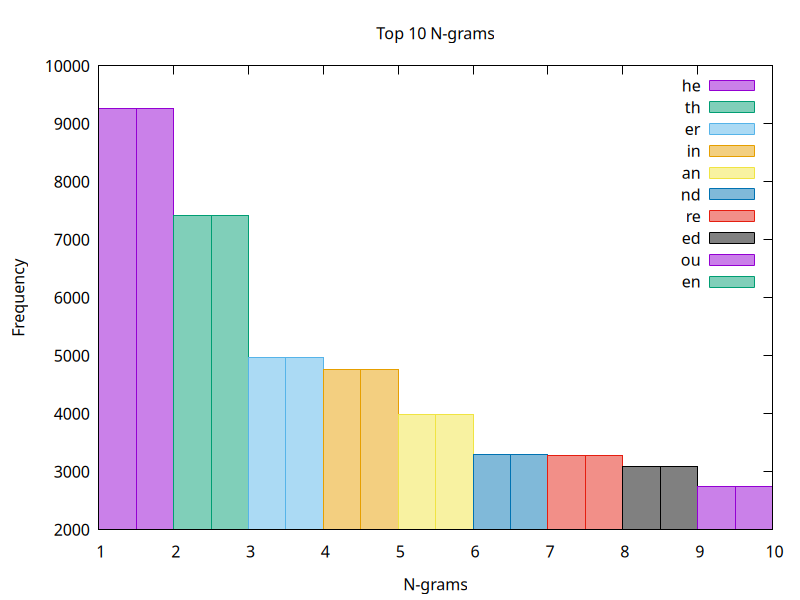 Top 10 N-grams
10000
9000
8000
7000
6000
5000
4000
3000
2000
Frequency
he
th
er
in
an
nd
re
ed
ou
en
1 2 3 4 5 6 7 8 9 10
N-grams